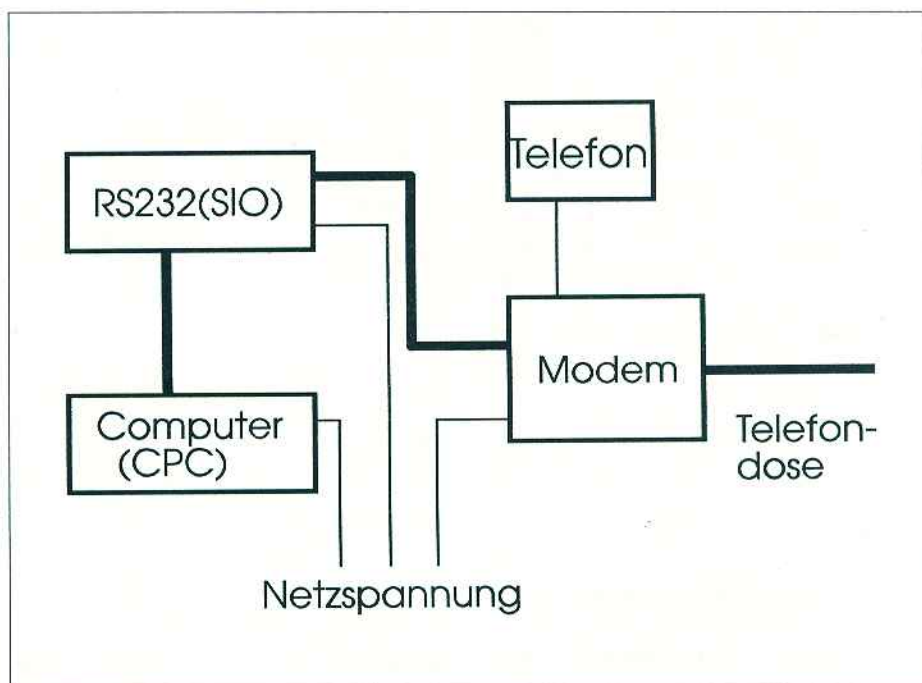 Telefon
RS232(SIO)
Modem
Computer
(CPC)
Telefon-
dose
Netzspannung